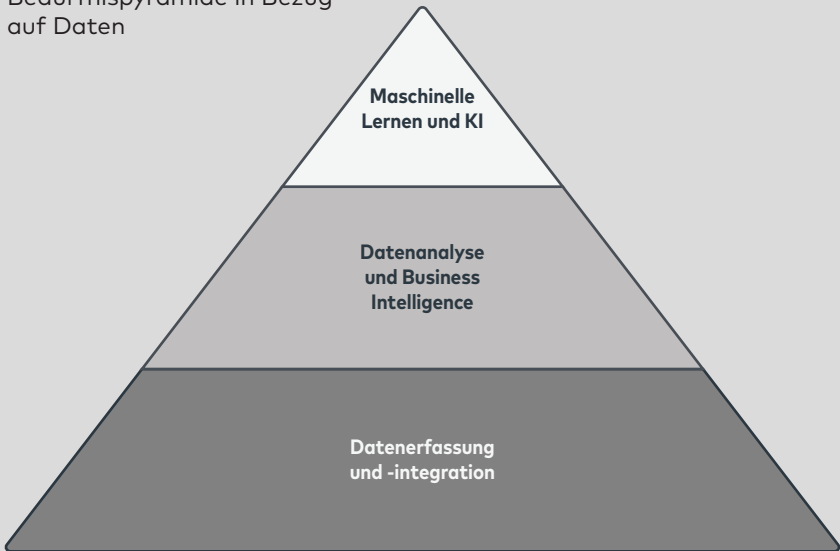 Bedürfnispyramide in Bezug
auf Daten
Maschinelle
Lernen und KI
Datenanalyse
und Business
Intelligence
Datenerfassung
und -integration